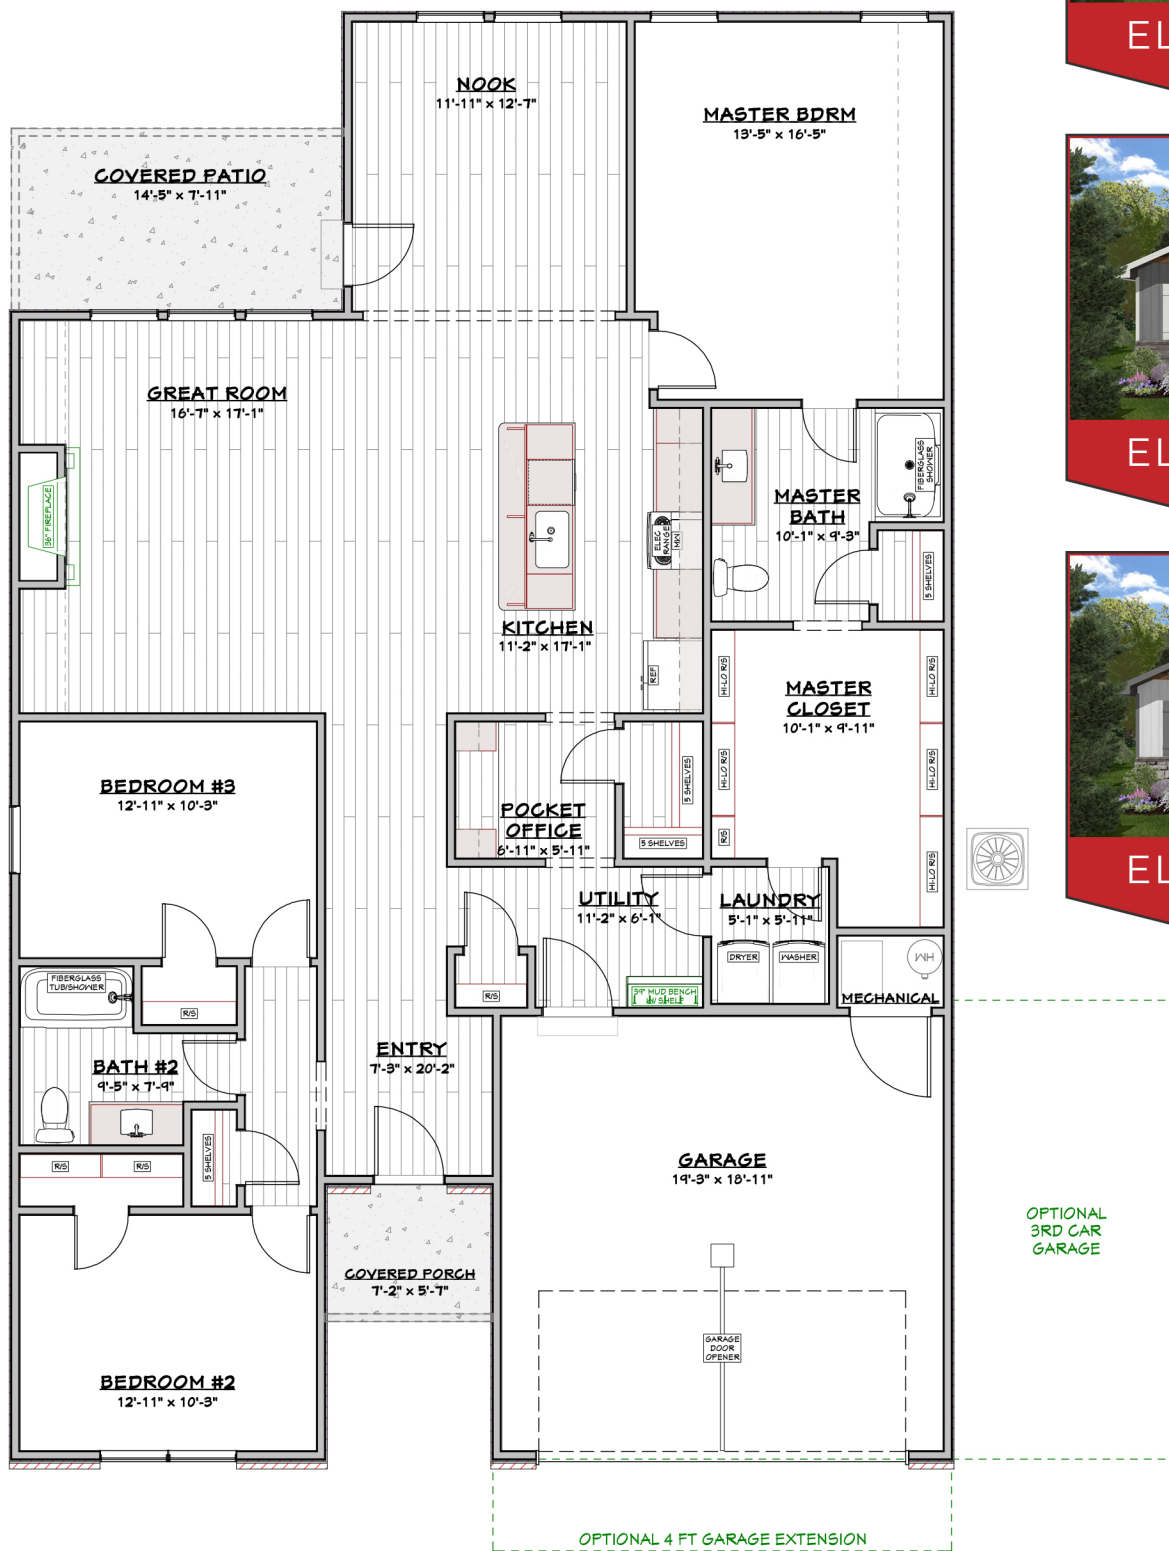 NOOK
11'-11" x 12'-7"
MASTER BDRM
13'-5" x 16'-5"
COVERED PATIO
14'-5" x 7'-11"
GREAT ROOM
16'-7" x 17'-1"
36" FIREPLACE
ELEC
RANGE
M/W
KITCHEN
11'-2" x 17'-1"
REF
FIBERGLASS
SHOWER
MASTER
BATH
10'-1" x 9'-3"
5 SHELVES
MASTER
CLOSET
10'-1" x 9'-11"
HI-LO R/S
HI-LO R/S
HI-LO R/S
HI-LO R/S
R/S
HI-LO R/S
BEDROOM #3
12'-11" x 10'-3"
POCKET
OFFICE
6'-11" x 5'-11"
5 SHELVES
5 SHELVES
UTILITY
11'-2" x 6'-1"
LAUNDRY
5'-1" x 5'-11"
DRYER
WASHER
WH
MECHANICAL
39" MUD BENCH
W/ SHELF
R/S
FIBERGLASS
TUB/SHOWER
R/S
BATH #2
9'-5" x 7'-9"
ENTRY
7'-3" x 20'-2"
5 SHELVES
R/S
R/S
GARAGE
19'-3" x 18'-11"
OPTIONAL
3RD CAR
GARAGE
COVERED PORCH
7'-2" x 5'-7"
GARAGE
DOOR
OPENER
BEDROOM #2
12'-11" x 10'-3"
OPTIONAL 4 FT GARAGE EXTENSION
EL
EL
EL